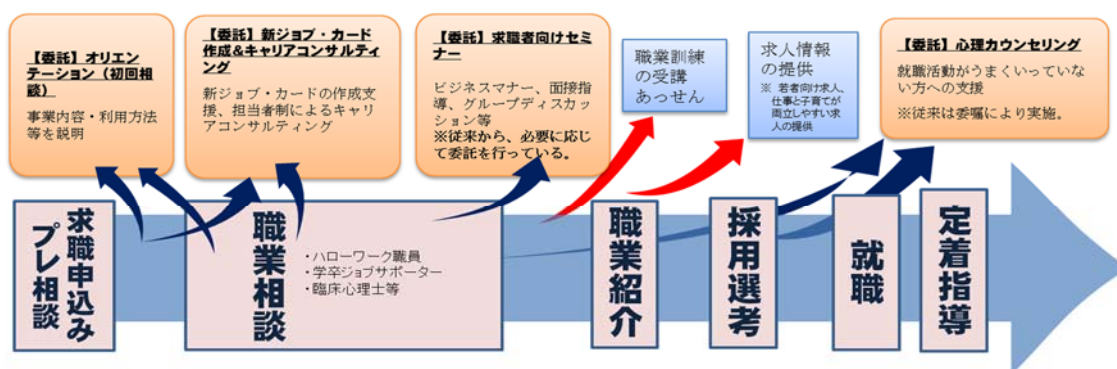 【委託】オリエ
ンテーション(初回相
談)
事業内容・利用方法
等を説明
【委託】新ジョブ・カード
作成&キャリアコンサルティ
ング
新ジョブ・カードの作成支
援、担当者制によるキャリ
アコンサルティング
【委託】求職者向けセミ
ナー
ビジネスマナー、面接指
導、グループディスカッ
ション等
※従来から、必要に応じ
て委託を行っている。
職業訓練
の受講
あっせん
求人情報
の提供
※ 若者向け求人、
仕事と子育てが
両立しやすい求
人の提供
【委託】心理カウンセリング
就職活動がうまくいっていな
い方への支援
※従来は委嘱により実施。
求職申込み
プレ相談
職業相談
・ハローワーク職員
・学卒ジョブサポーター
・臨床心理士等
職業紹介
採用選考
就職
定着指導